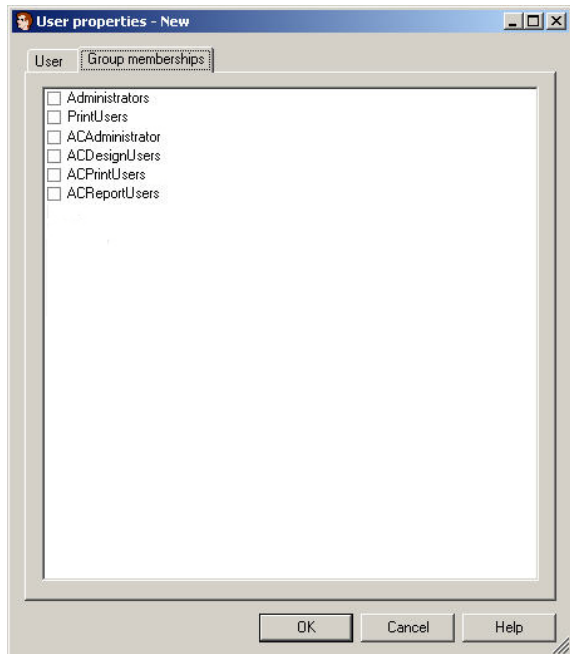 User properties - New
User Group memberships
Administrators
PrintUsers
ACAdministrator
ACDesignUsers
ACPrintUsers
ACReportUsers
OK Cancel Help